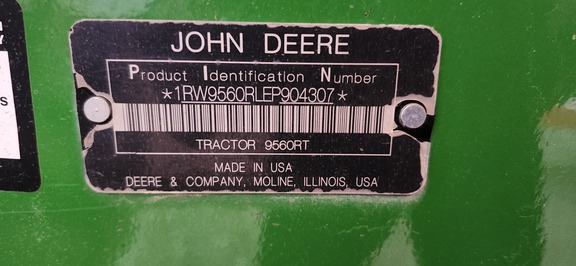 JOHN DEERE
Product Identification Number
*1RW9560RLEP904307*
TRACTOR 9560RT
MADE IN USA
DEERE & COMPANY, MOLINE, ILLINOIS, USA